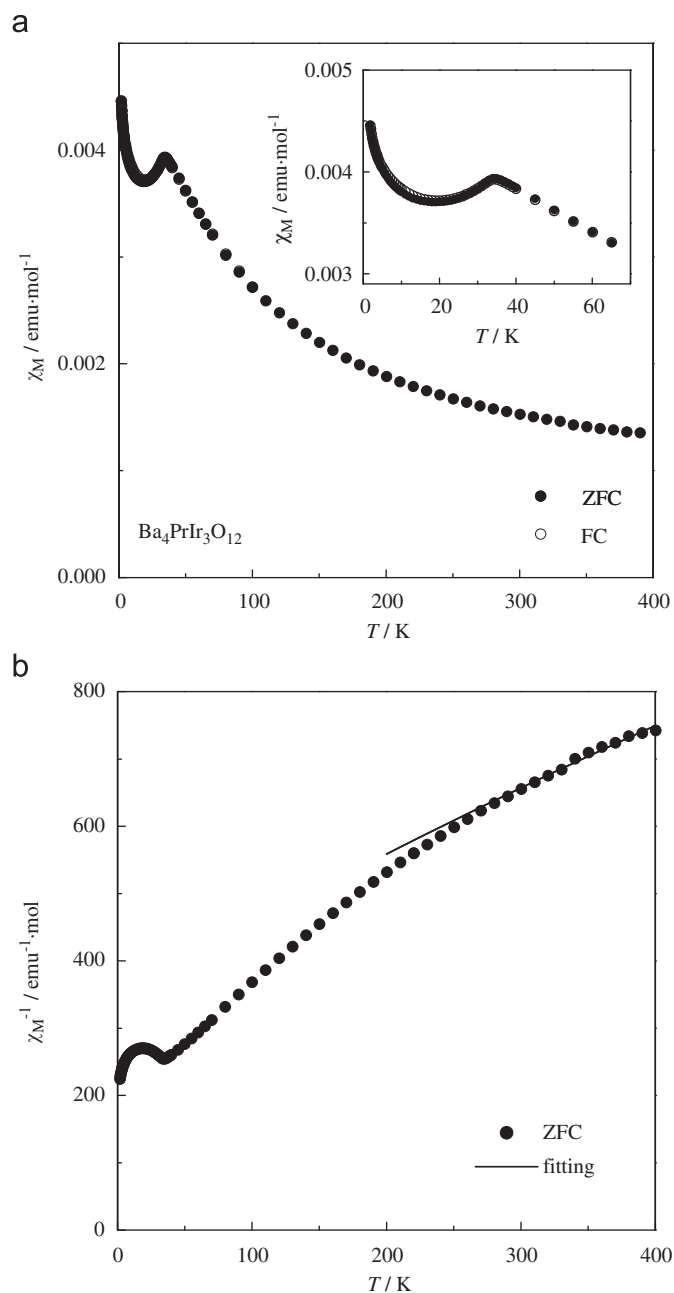 a
0.005
0.004
0.003
χM / emu·mol-1
0 20 40 60
T / K
0.004
0.002
0.000
χM / emu·mol-1
ZFC
FC
Ba4PrIr3O12
0 100 200 300 400
T / K
b
800
600
400
200
0
χM-1 / emu-1·mol
ZFC
fitting
0 100 200 300 400
T / K